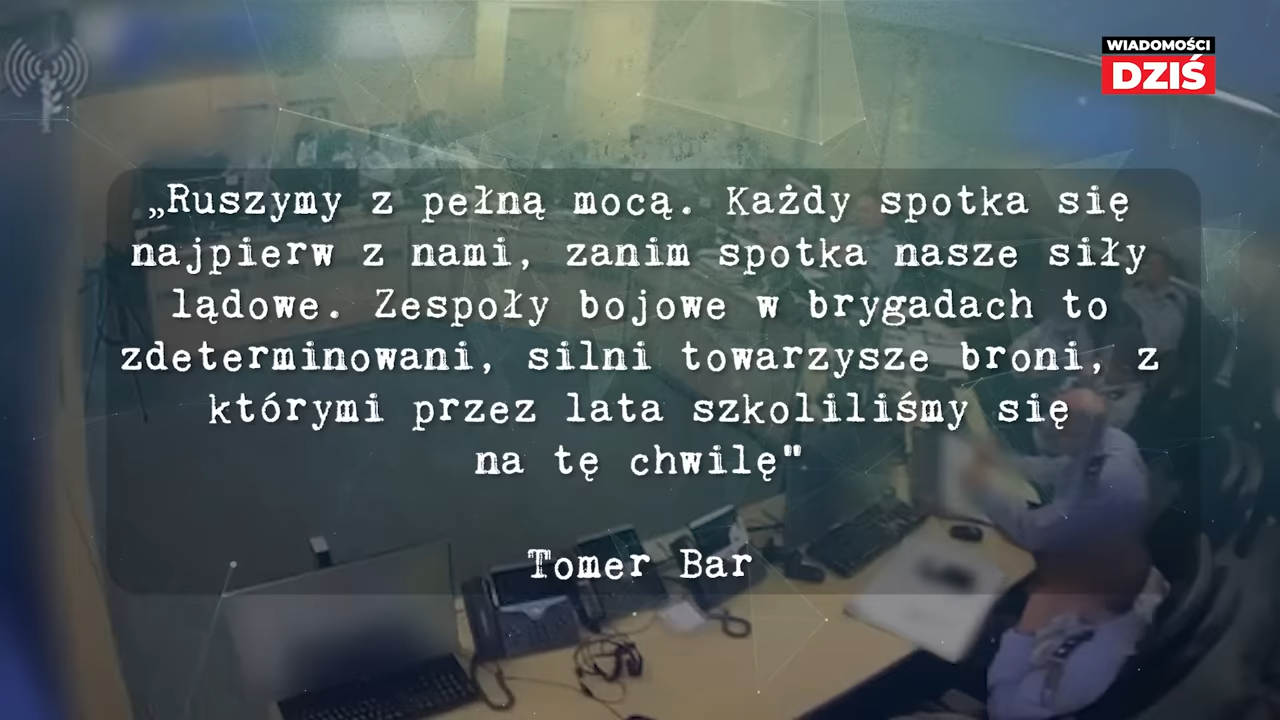 WIADOMOŚCI
DZIŚ
„Ruszymy z pełną mocą. Każdy spotka się
najpierw z nami, zanim spotka nasze siły
lądowe. Zespoły bojowe w brygadach to
zdeterminowani, silni towarzysze broni, z
którymi przez lata szkoliliśmy się
na tę chwilę"
Tomer Bar